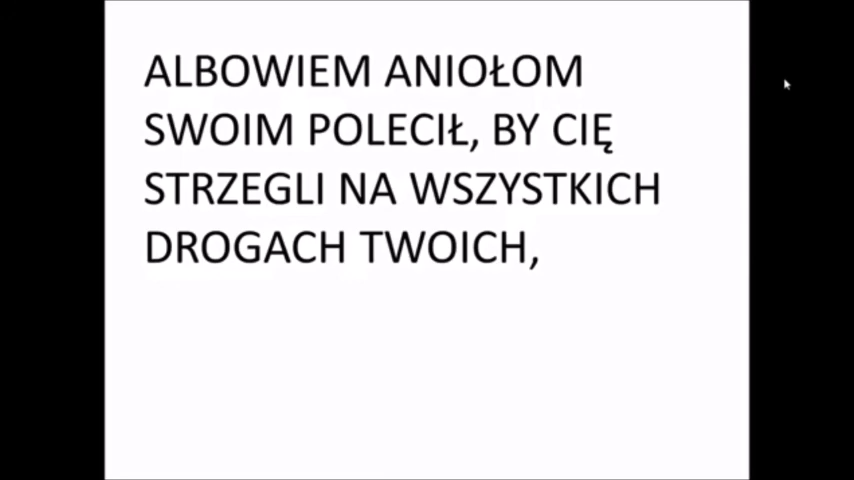 ALBOWIEM ANIOŁOM
SWOIM POLECIŁ, BY CIĘ
STRZEGLI NA WSZYSTKICH
DROGACH TWOICH,